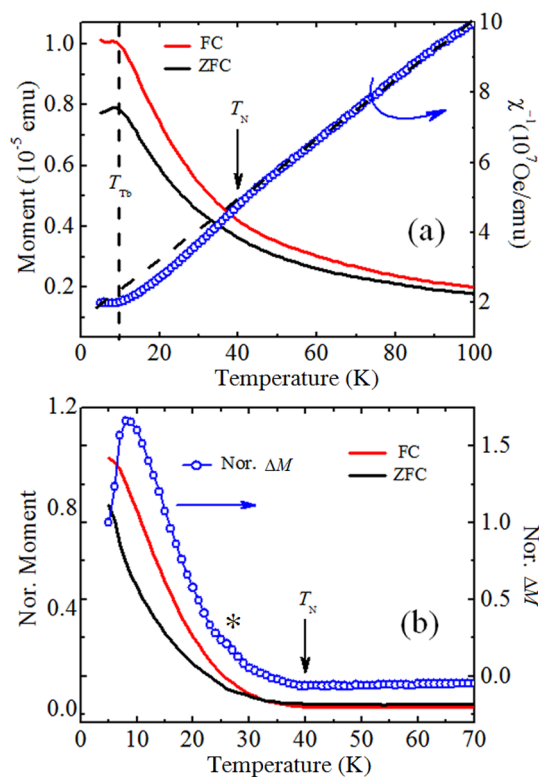 1.0
0.8
0.6
0.4
0.2
Moment (10⁻⁵ emu)
FC
ZFC
T_Tb
T_N
(a)
10
8
6
4
2
χ⁻¹(10⁷Oe/emu)
0 20 40 60 80 100
Temperature (K)
1.2
0.8
0.4
0.0
Nor. Moment
Nor. ΔM
FC
ZFC
*
T_N
(b)
1.5
1.0
0.5
-0.0
Nor. ΔM
0 10 20 30 40 50 60 70
Temperature (K)